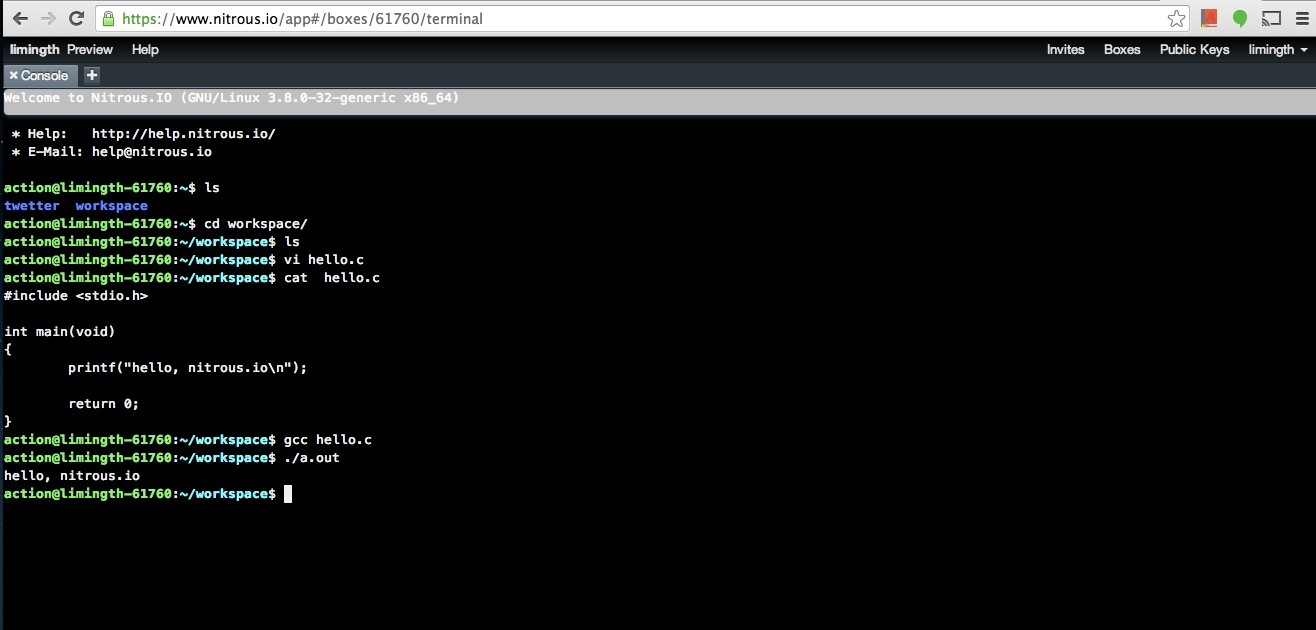 https://www.nitrous.io/app#/boxes/61760/terminal
limingth Preview Help Invites Boxes Public Keys limingth
Console +
Welcome to Nitrous.IO (GNU/Linux 3.8.0-32-generic x86_64)
* Help:   http://help.nitrous.io/
* E-Mail: help@nitrous.io
action@limingth-61760:~$ ls
twetter  workspace
action@limingth-61760:~$ cd workspace/
action@limingth-61760:~/workspace$ ls
action@limingth-61760:~/workspace$ vi hello.c
action@limingth-61760:~/workspace$ cat  hello.c
#include <stdio.h>
int main(void)
{
        printf("hello, nitrous.io\n");
        return 0;
}
action@limingth-61760:~/workspace$ gcc hello.c
action@limingth-61760:~/workspace$ ./a.out
hello, nitrous.io
action@limingth-61760:~/workspace$